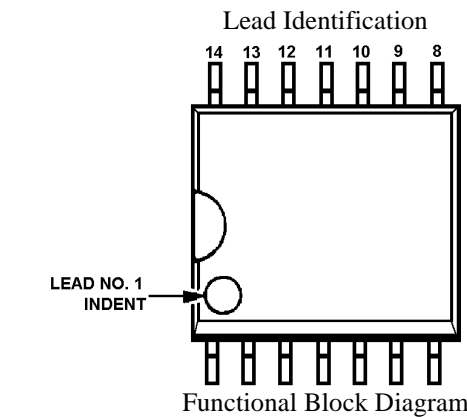 Lead Identification
14 13 12 11 10 9 8
LEAD NO. 1
INDENT
Functional Block Diagram